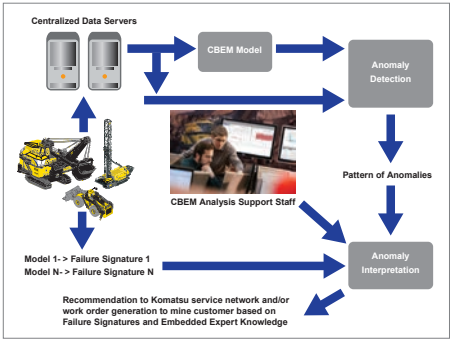 Centralized Data Servers
CBEM Model
Anomaly
Detection
Pattern of Anomalies
CBEM Analysis Support Staff
Model 1- > Failure Signature 1
Model N- > Failure Signature N
Anomaly
Interpretation
Recommendation to Komatsu service network and/or
work order generation to mine customer based on
Failure Signatures and Embedded Expert Knowledge